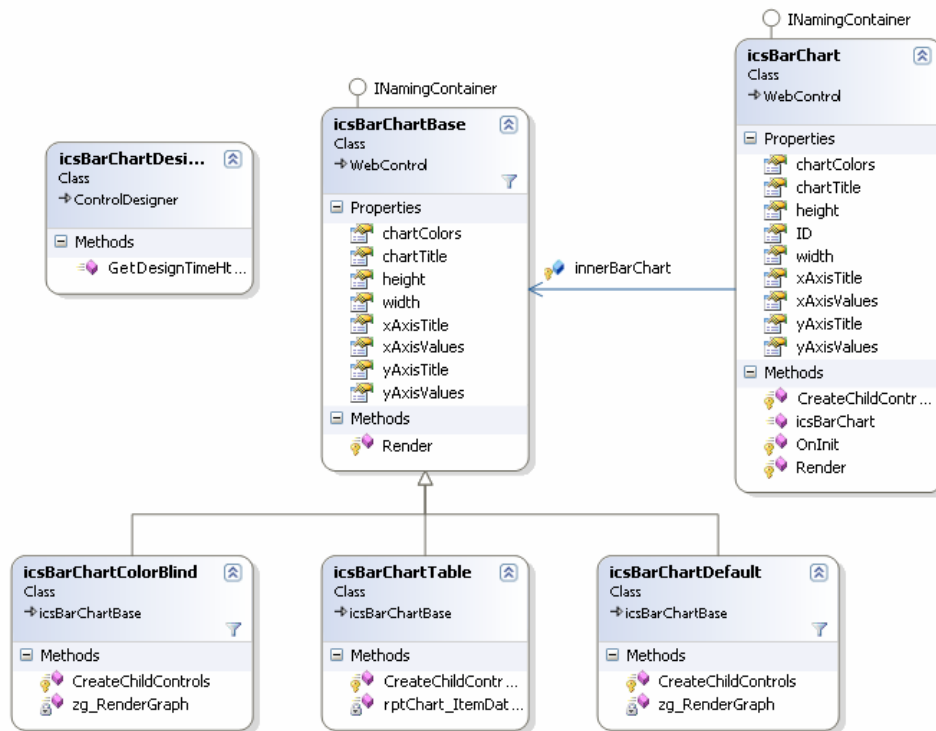 INamingContainer
icsBarChart
Class
WebControl
Properties
chartColors
chartTitle
height
ID
width
xAxisTitle
xAxisValues
yAxisTitle
yAxisValues
Methods
CreateChildContr...
icsBarChart
OnInit
Render
INamingContainer
icsBarChartBase
Class
WebControl
Properties
chartColors
chartTitle
height
width
xAxisTitle
xAxisValues
yAxisTitle
yAxisValues
Methods
Render
innerBarChart
icsBarChartDesi...
Class
ControlDesigner
Methods
GetDesignTimeHt...
icsBarChartColorBlind
Class
icsBarChartBase
Methods
CreateChildControls
zg_RenderGraph
icsBarChartTable
Class
icsBarChartBase
Methods
CreateChildContr...
rptChart_ItemDat...
icsBarChartDefault
Class
icsBarChartBase
Methods
CreateChildControls
zg_RenderGraph